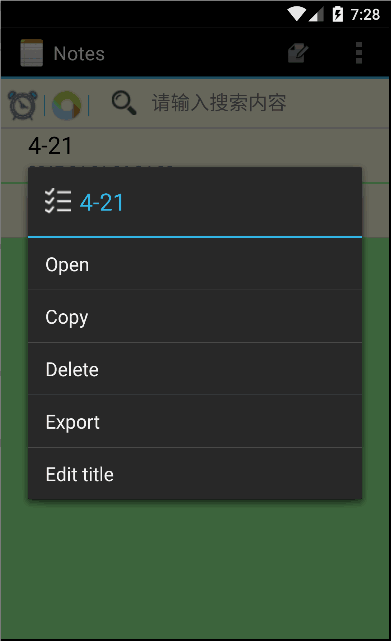 7:28
Notes
请输入搜索内容
4-21
4-21
Open
Copy
Delete
Export
Edit title